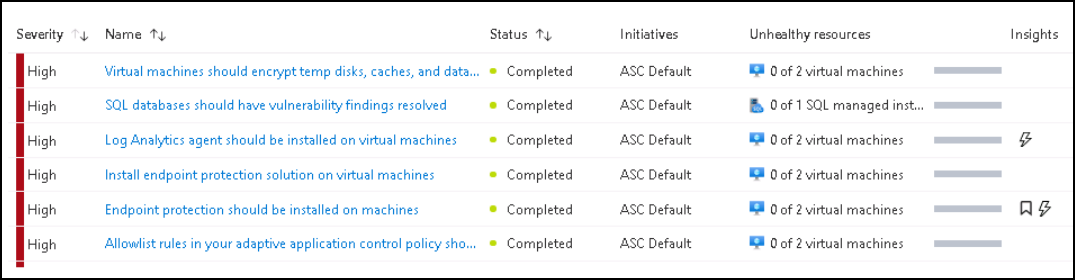 Severity ↑↓ Name ↑↓ Status ↑↓ Initiatives Unhealthy resources Insights
High Virtual machines should encrypt temp disks, caches, and data... Completed ASC Default 0 of 2 virtual machines
High SQL databases should have vulnerability findings resolved Completed ASC Default 0 of 1 SQL managed inst...
High Log Analytics agent should be installed on virtual machines Completed ASC Default 0 of 2 virtual machines
High Install endpoint protection solution on virtual machines Completed ASC Default 0 of 2 virtual machines
High Endpoint protection should be installed on machines Completed ASC Default 0 of 2 virtual machines
High Allowlist rules in your adaptive application control policy sho... Completed ASC Default 0 of 2 virtual machines